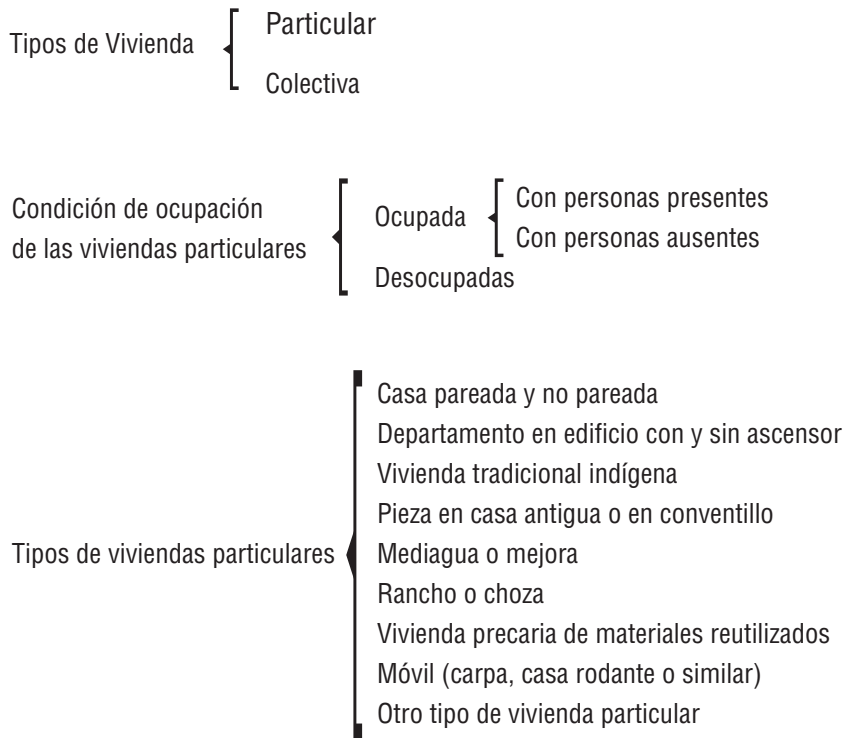 Tipos de Vivienda
Particular
Colectiva
Condición de ocupación
de las viviendas particulares
Ocupada
Con personas presentes
Con personas ausentes
Desocupadas
Tipos de viviendas particulares
Casa pareada y no pareada
Departamento en edificio con y sin ascensor
Vivienda tradicional indígena
Pieza en casa antigua o en conventillo
Mediagua o mejora
Rancho o choza
Vivienda precaria de materiales reutilizados
Móvil (carpa, casa rodante o similar)
Otro tipo de vivienda particular